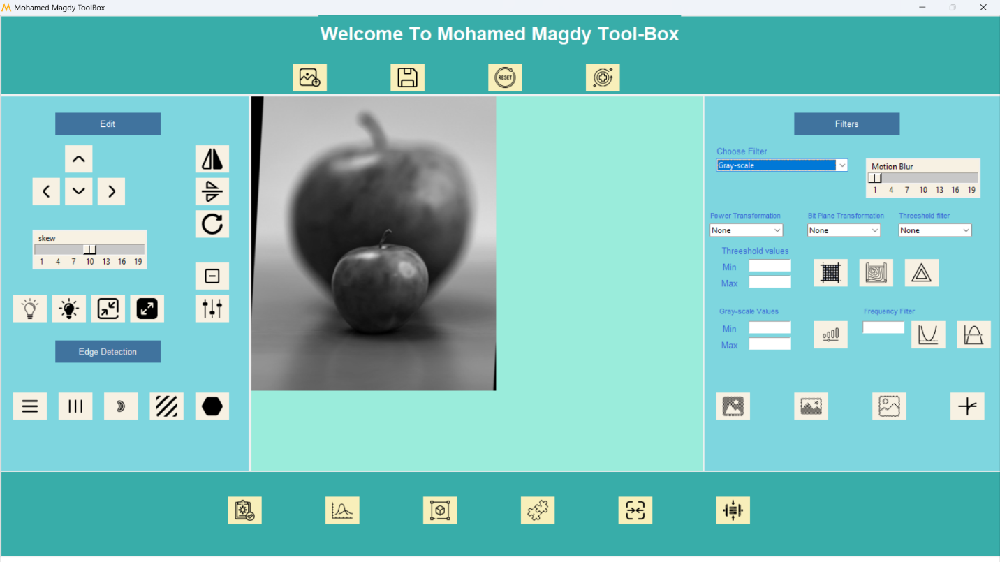 Mohamed Magdy ToolBox
Welcome To Mohamed Magdy Tool-Box
RESET
Edit
skew
1 4 7 10 13 16 19
Edge Detection
Filters
Choose Filter
Gray-scale
Motion Blur
1 4 7 10 13 16 19
Power Transformation
None
Bit Plane Transformation
None
Threeshold filter
None
Threeshold values
Min
Max
Gray-scale Values
Min
Max
Frequency Filter